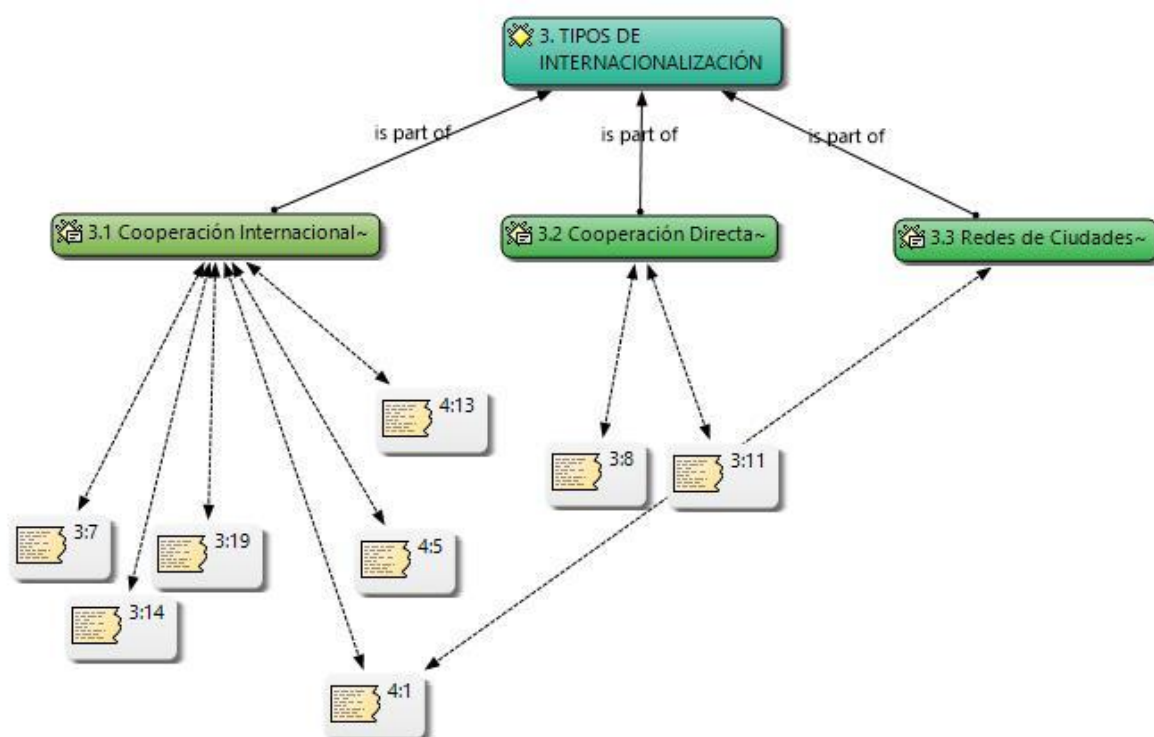 3. TIPOS DE
INTERNACIONALIZACIÓN
is part of
is part of
is part of
3.1 Cooperación Internacional~
3.2 Cooperación Directa~
3.3 Redes de Ciudades~
4:13
3:8
3:11
3:7
3:19
4:5
3:14
4:1